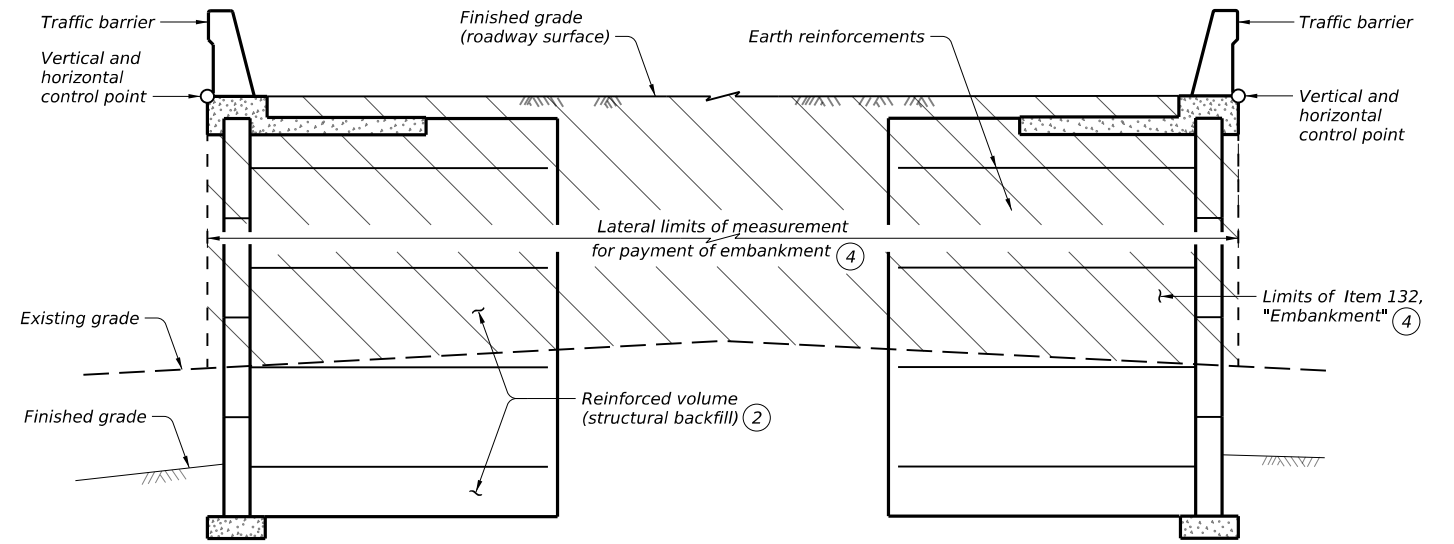 Traffic barrier
Vertical and
horizontal
control point
Finished grade
(roadway surface)
Earth reinforcements
Traffic barrier
Vertical and
horizontal
control point
Lateral limits of measurement
for payment of embankment 4
Existing grade
Limits of Item 132,
"Embankment" 4
Finished grade
Reinforced volume
(structural backfill) 2